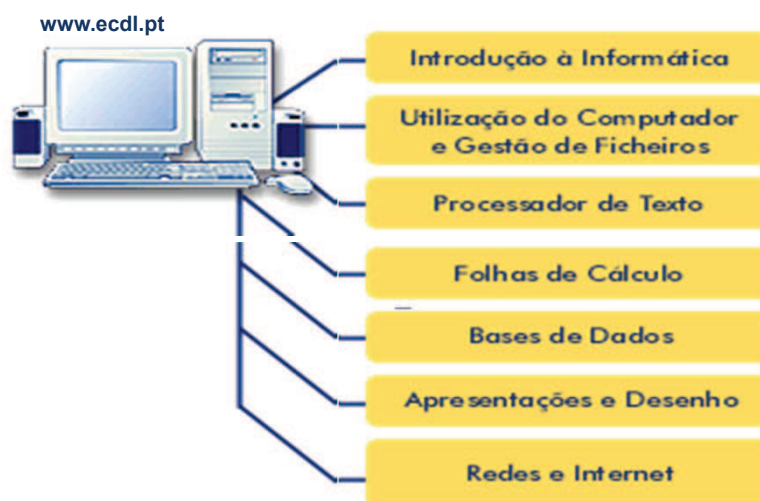 www.ecdl.pt
Introdução à Informática
Utilização do Computador
e Gestão de Ficheiros
Processador de Texto
Folhas de Cálculo
Bases de Dados
Apresentações e Desenho
Redes e Internet